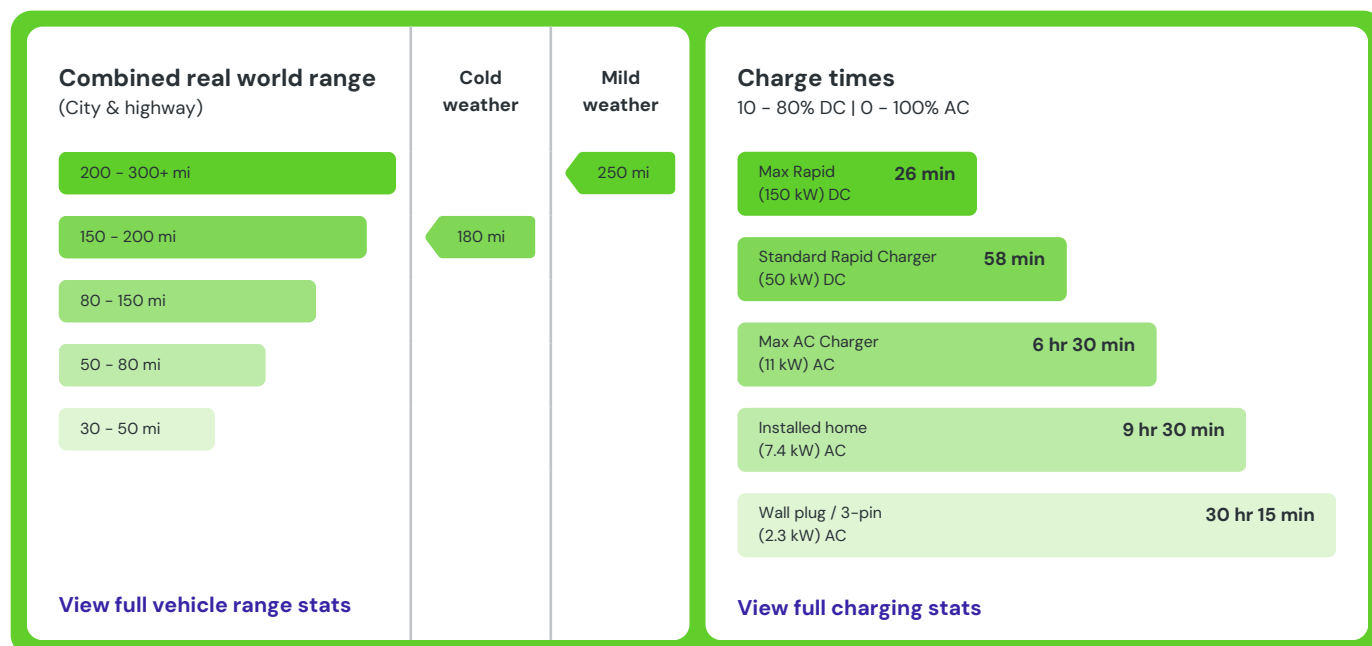 Combined real world range
(City & highway)
Cold
weather
Mild
weather
200 - 300+ mi
250 mi
150 - 200 mi
180 mi
80 - 150 mi
50 - 80 mi
30 - 50 mi
View full vehicle range stats
Charge times
10 - 80% DC | 0 - 100% AC
Max Rapid
(150 kW) DC
26 min
Standard Rapid Charger
(50 kW) DC
58 min
Max AC Charger
(11 kW) AC
6 hr 30 min
Installed home
(7.4 kW) AC
9 hr 30 min
Wall plug / 3-pin
(2.3 kW) AC
30 hr 15 min
View full charging stats